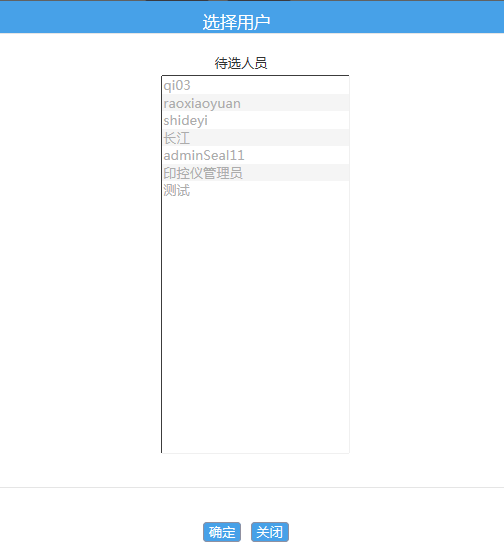 选择用户
待选人员
qi03
raoxiaoyuan
shideyi
长江
adminSeal11
印控仪管理员
测试
确定 关闭